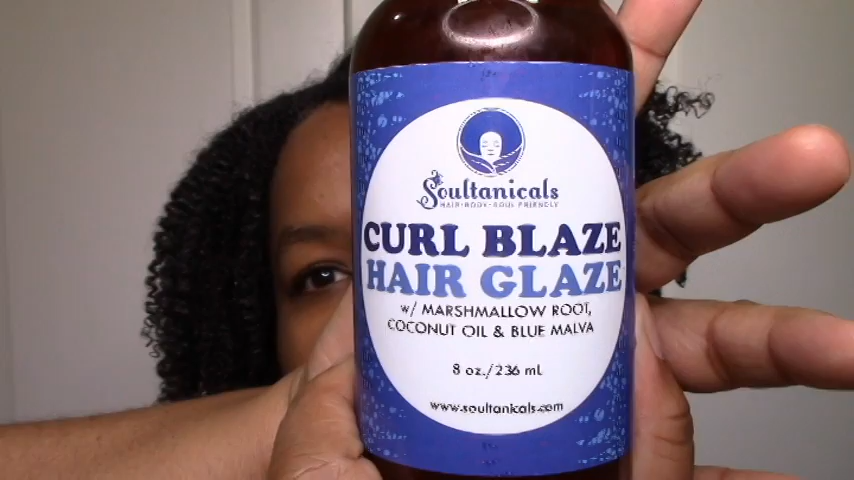 Soultanicals
HAIR•BODY•SOUL FRIENDLY
CURL BLAZE
HAIR GLAZE
w/ MARSHMALLOW ROOT,
COCONUT OIL & BLUE MALVA
8 oz./236 mL
www.soultanicals.com